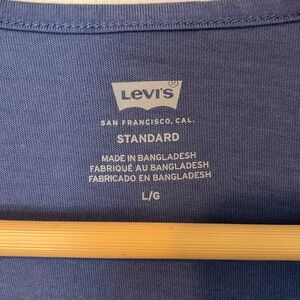 Levi's®
SAN FRANCISCO, CAL.
STANDARD
MADE IN BANGLADESH
FABRIQUÉ AU BANGLADESH
FABRICADO EN BANGLADESH
L/G